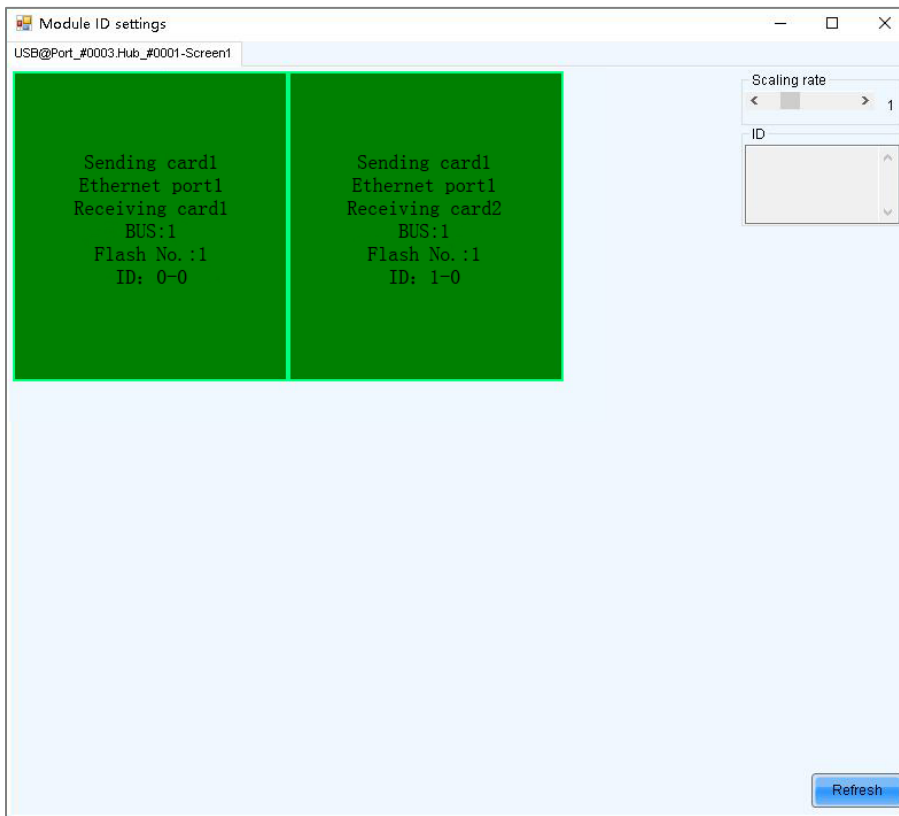 Module ID settings
USB@Port_#0003.Hub_#0001-Screen1
Sending card1
Ethernet port1
Receiving card1
BUS:1
Flash No.:1
ID: 0-0
Sending card1
Ethernet port1
Receiving card2
BUS:1
Flash No.:1
ID: 1-0
Scaling rate
1
ID
Refresh